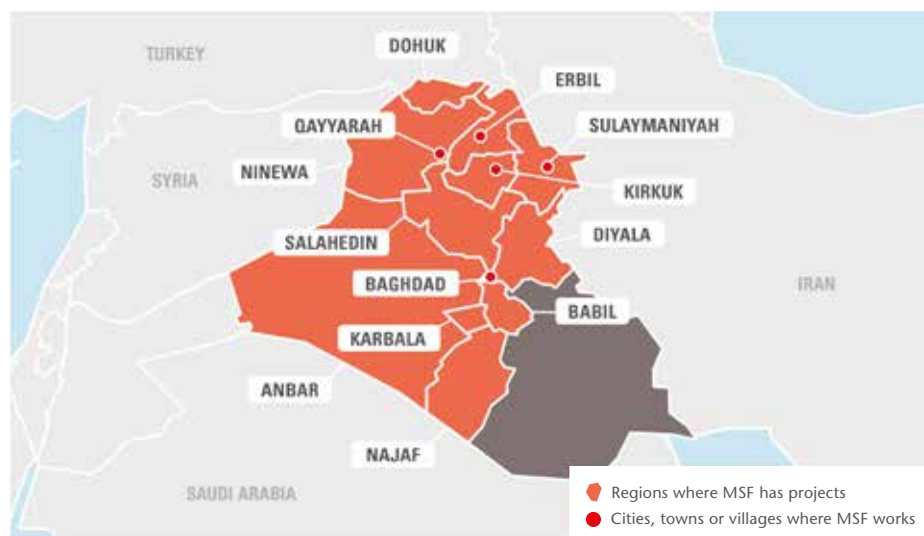 DOHUK
TURKEY
ERBIL
QAYYARAH
SULAYMANIYAH
NINEWA
SYRIA
KIRKUK
DIYALA
SALAHEDIN
BAGHDAD
IRAN
BABIL
KARBALA
ANBAR
NAJAF
SAUDI ARABIA
Regions where MSF has projects
Cities, towns or villages where MSF works